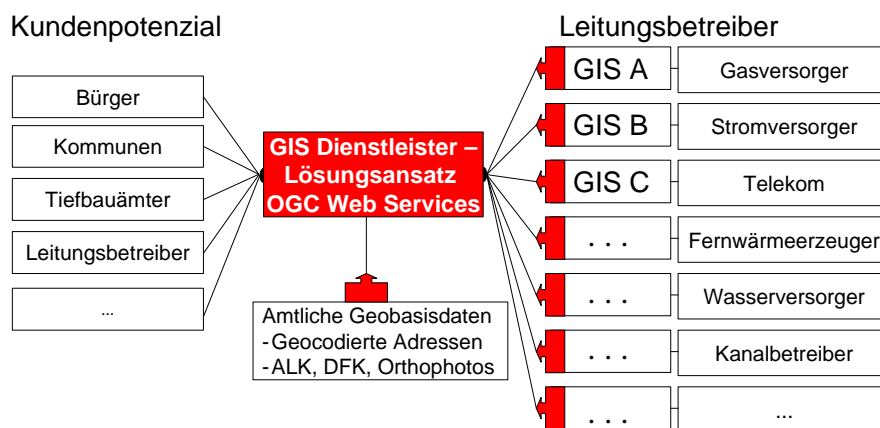 Kundenpotenzial
Bürger
Kommunen
Tiefbauämter
Leitungsbetreiber
...
GIS Dienstleister –
Lösungsansatz
OGC Web Services
Amtliche Geobasisdaten
-Geocodierte Adressen
-ALK, DFK, Orthophotos
Leitungsbetreiber
GIS A Gasversorger
GIS B Stromversorger
GIS C Telekom
. . . Fernwärmeerzeuger
. . . Wasserversorger
. . . Kanalbetreiber
. . . ...